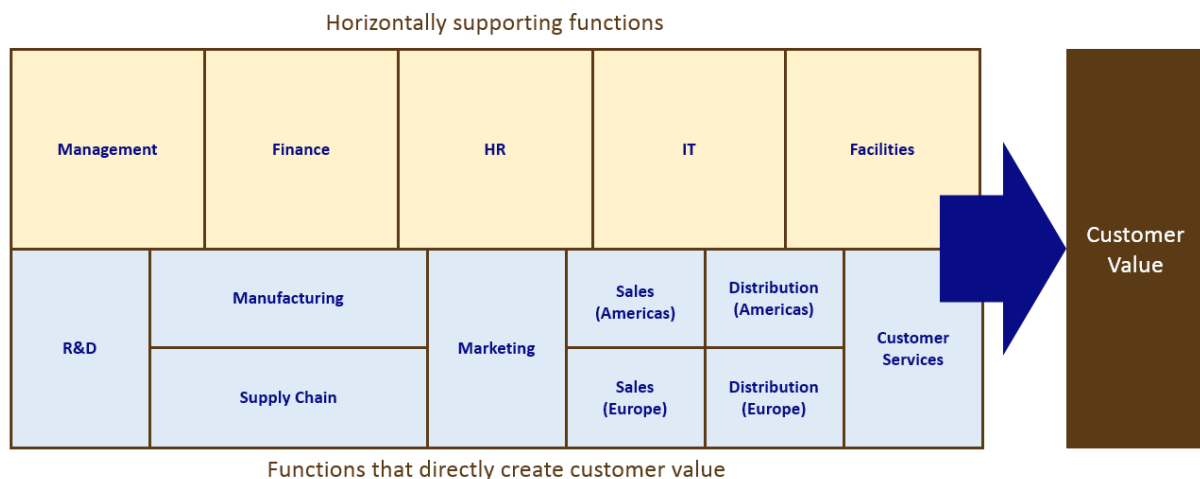 Horizontally supporting functions
Management
Finance
HR
IT
Facilities
R&D
Manufacturing
Supply Chain
Marketing
Sales
(Americas)
Sales
(Europe)
Distribution
(Americas)
Distribution
(Europe)
Customer
Services
Customer
Value
Functions that directly create customer value